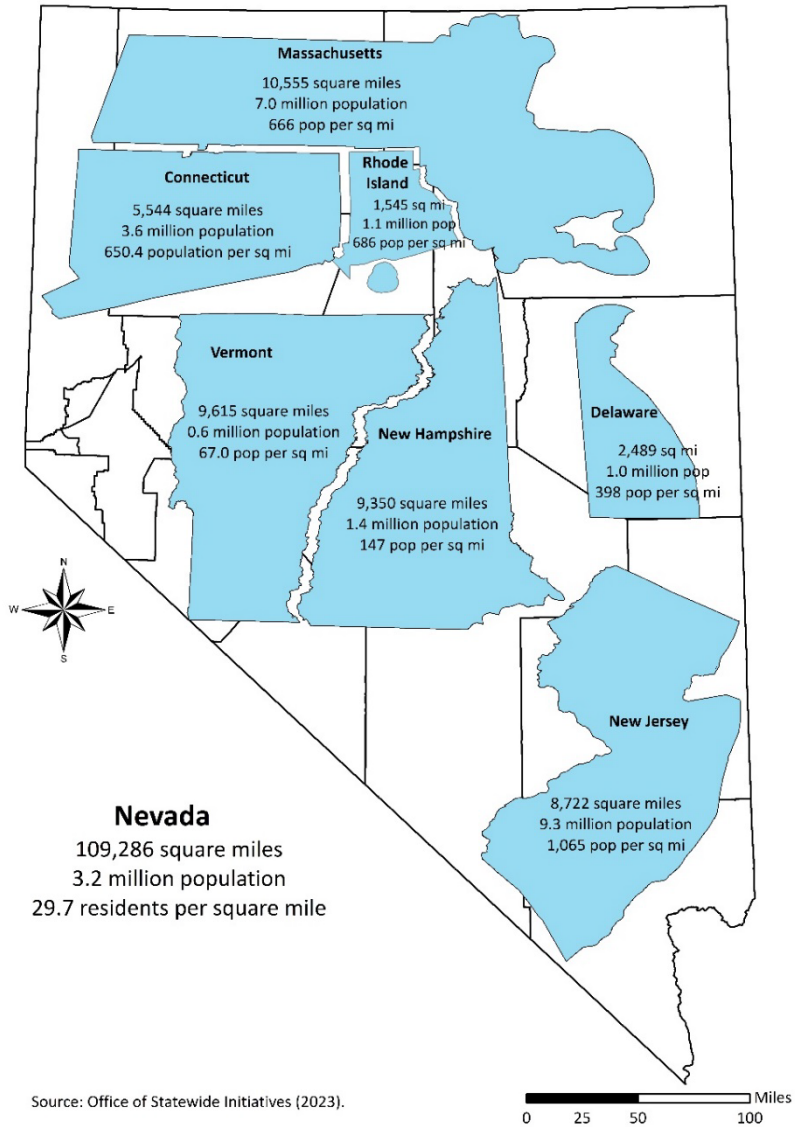 Massachusetts
10,555 square miles
7.0 million population
666 pop per sq mi
Connecticut
5,544 square miles
3.6 million population
650.4 population per sq mi
Rhode
Island
1,545 sq mi
1.1 million pop
686 pop per sq mi
Vermont
9,615 square miles
0.6 million population
67.0 pop per sq mi
New Hampshire
9,350 square miles
1.4 million population
147 pop per sq mi
Delaware
2,489 sq mi
1.0 million pop
398 pop per sq mi
N
W
E
S
New Jersey
8,722 square miles
9.3 million population
1,065 pop per sq mi
Nevada
109,286 square miles
3.2 million population
29.7 residents per square mile
Source: Office of Statewide Initiatives (2023).
Miles
0 25 50 100